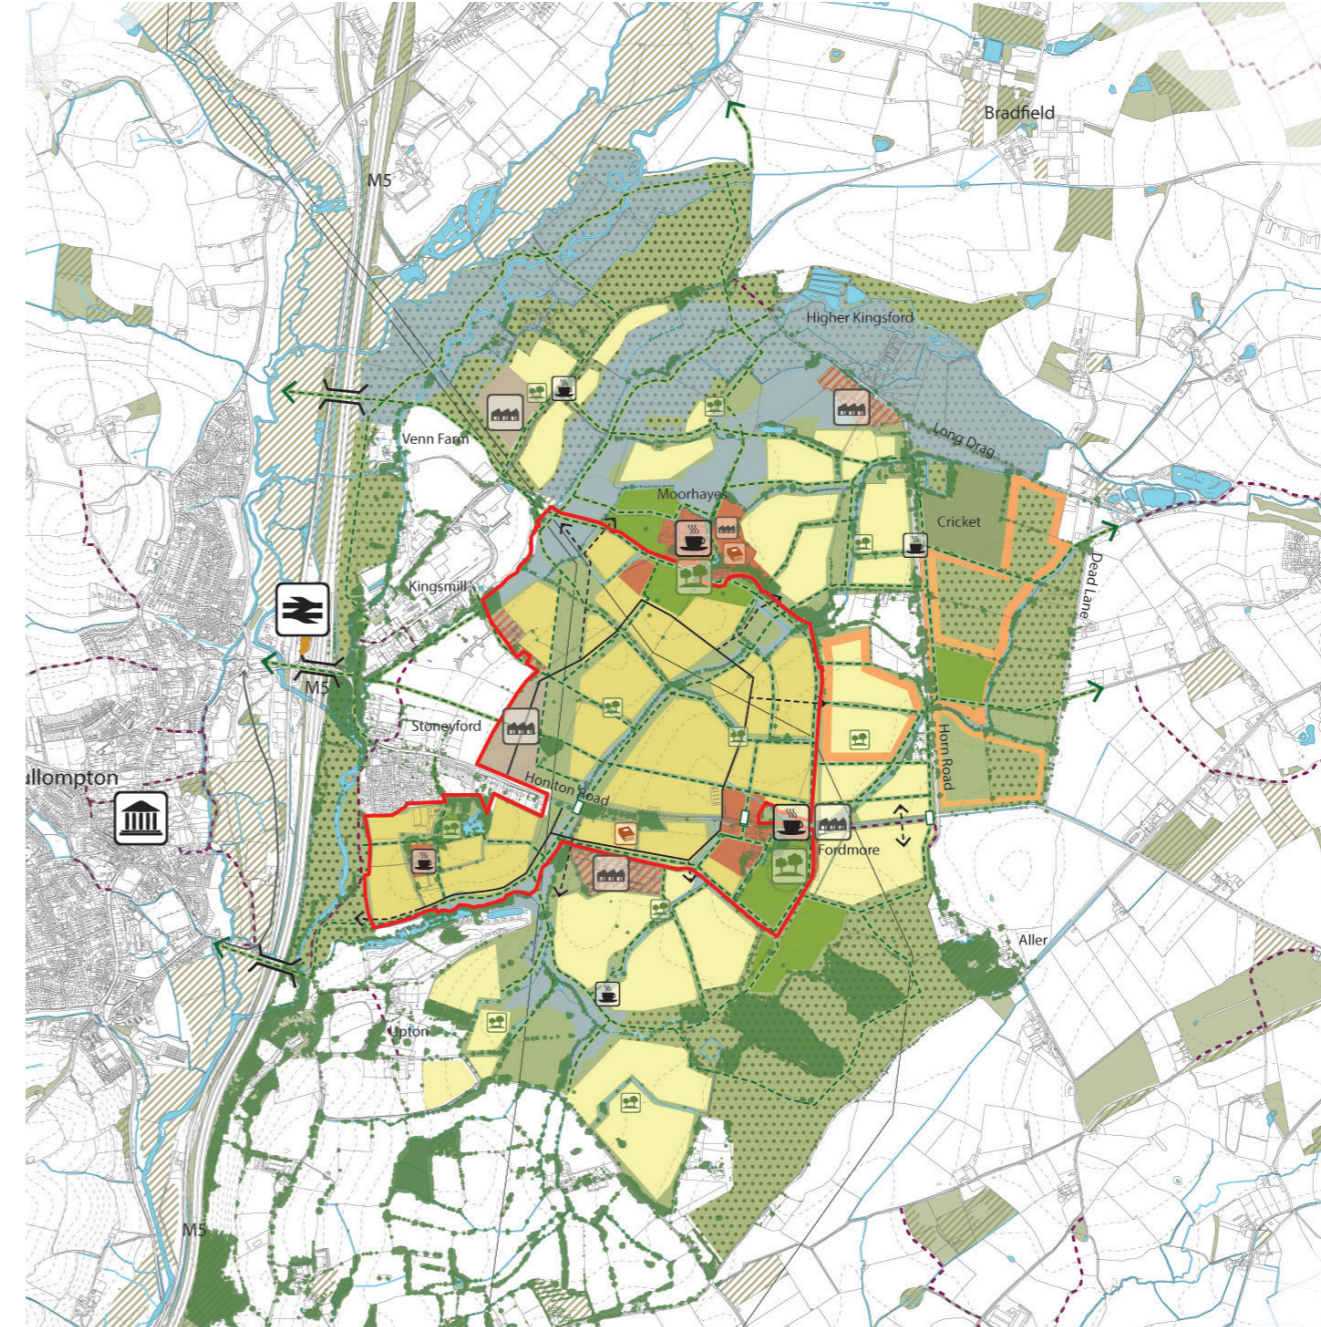 Bradfield
M5
Higher Kingsford
Venn Farm
Long Drag
Moorhayes
Cricket
Kingsmill
Dead Lane
M5
Stoneyford
Horn Road
Honiton Road
allompton
Fordmore
Aller
Upton
M5